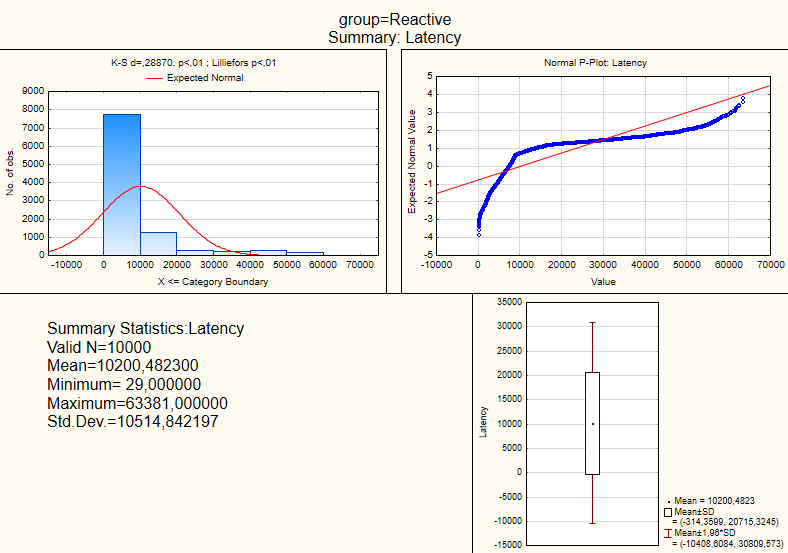 group=Reactive
Summary: Latency
K-S d=,28870, p<,01 ; Lilliefors p<,01
Expected Normal
9000
8000
7000
6000
5000
4000
3000
2000
1000
0
No. of obs.
-10000 0 10000 20000 30000 40000 50000 60000 70000
X <= Category Boundary
Normal P-Plot: Latency
5
4
3
2
1
0
-1
-2
-3
-4
-5
Expected Normal Value
-10000 0 10000 20000 30000 40000 50000 60000 70000
Value
Summary Statistics:Latency
Valid N=10000
Mean=10200,482300
Minimum= 29,000000
Maximum=63381,000000
Std.Dev.=10514,842197
35000
30000
25000
20000
15000
10000
5000
0
-5000
-10000
-15000
Latency
Mean = 10200,4823
Mean±SD
= (-314,3599, 20715,3245)
Mean±1,96*SD
= (-10408,6084, 30809,573)